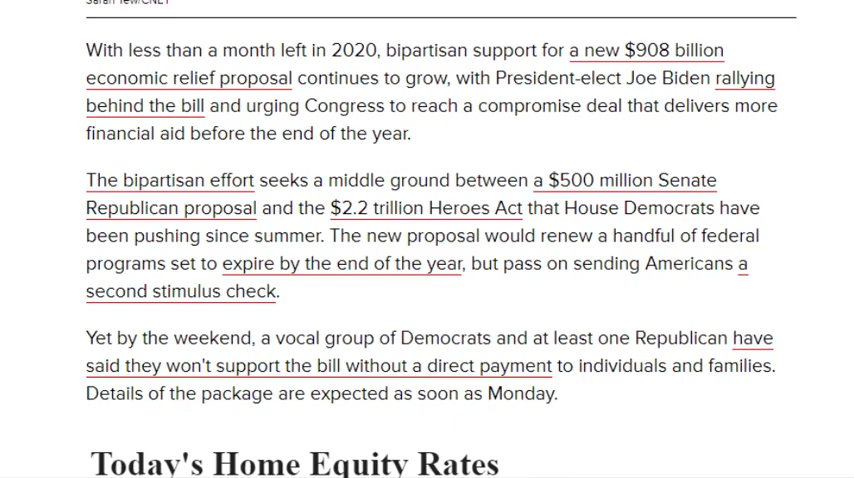 Sarah Tew/CNET
With less than a month left in 2020, bipartisan support for a new $908 billion
economic relief proposal continues to grow, with President-elect Joe Biden rallying
behind the bill and urging Congress to reach a compromise deal that delivers more
financial aid before the end of the year.
The bipartisan effort seeks a middle ground between a $500 million Senate
Republican proposal and the $2.2 trillion Heroes Act that House Democrats have
been pushing since summer. The new proposal would renew a handful of federal
programs set to expire by the end of the year, but pass on sending Americans a
second stimulus check.
Yet by the weekend, a vocal group of Democrats and at least one Republican have
said they won't support the bill without a direct payment to individuals and families.
Details of the package are expected as soon as Monday.
Today's Home Equity Rates